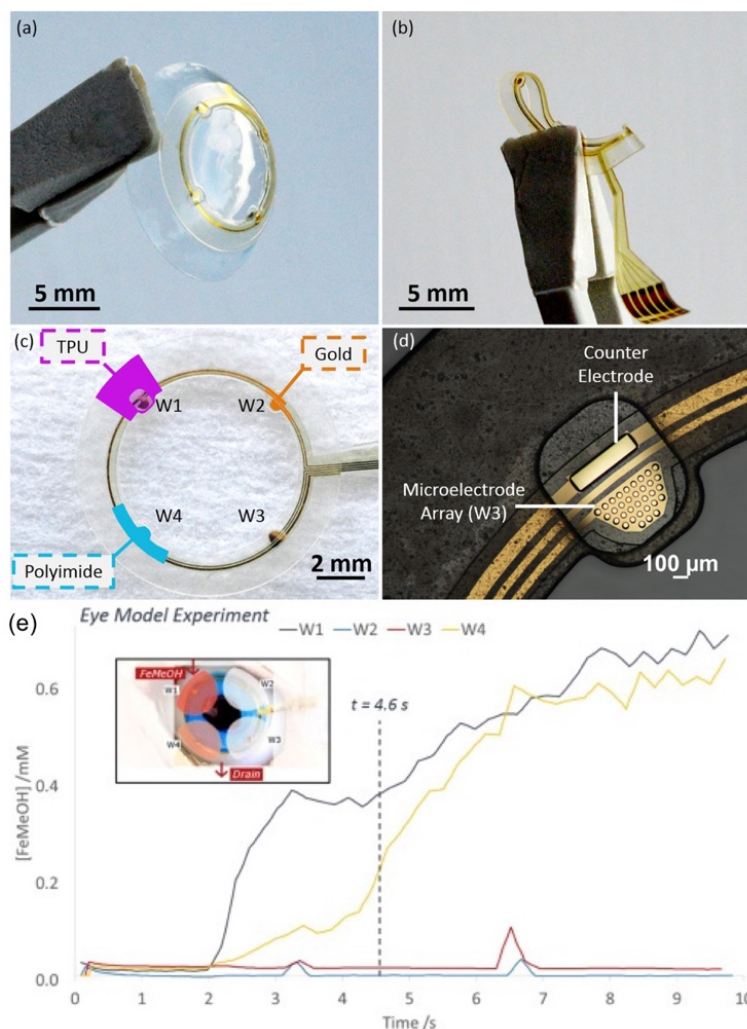 (a)
5 mm
(b)
5 mm
(c)
TPU
Gold
W1
W2
W4
W3
Polyimide
2 mm
(d)
Counter
Electrode
Microelectrode
Array (W3)
100 μm
(e)
Eye Model Experiment
W1 W2 W3 W4
FeMeOH
W1
W2
W4
W3
Drain
t = 4.6 s
[FeMeOH] /mM
0.6
0.4
0.2
0.0
0 1 2 3 4 5 6 7 8 9 10
Time /s